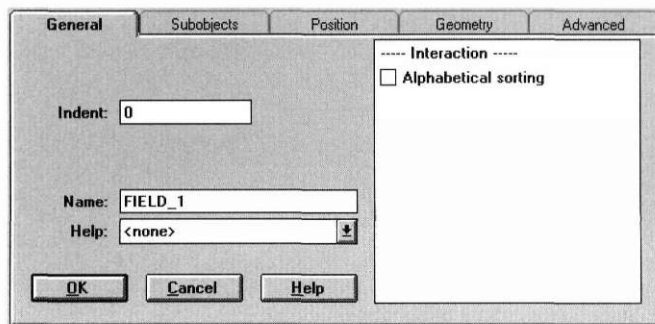 General Subobjects Position Geometry Advanced
----- Interaction -----
Alphabetical sorting
Indent: 0
Name: FIELD_1
Help: <none>
OK Cancel Help